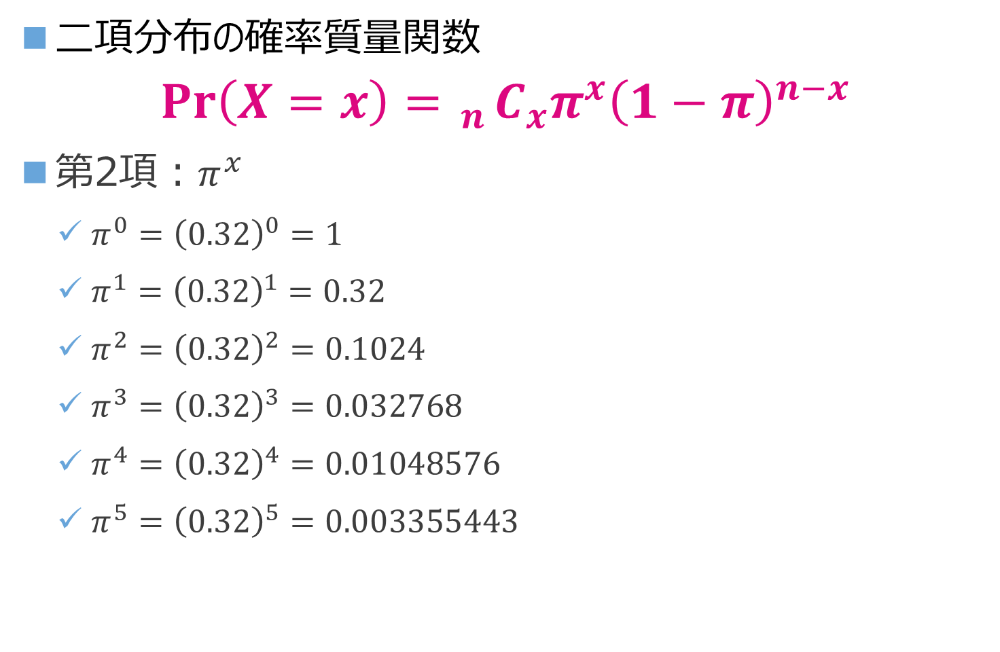 ■ 二項分布の確率質量関数
Pr(X = x) = ₙCₓπˣ(1 − π)ⁿ⁻ˣ
■ 第2項：πˣ
✓ π⁰ = (0.32)⁰ = 1
✓ π¹ = (0.32)¹ = 0.32
✓ π² = (0.32)² = 0.1024
✓ π³ = (0.32)³ = 0.032768
✓ π⁴ = (0.32)⁴ = 0.01048576
✓ π⁵ = (0.32)⁵ = 0.003355443